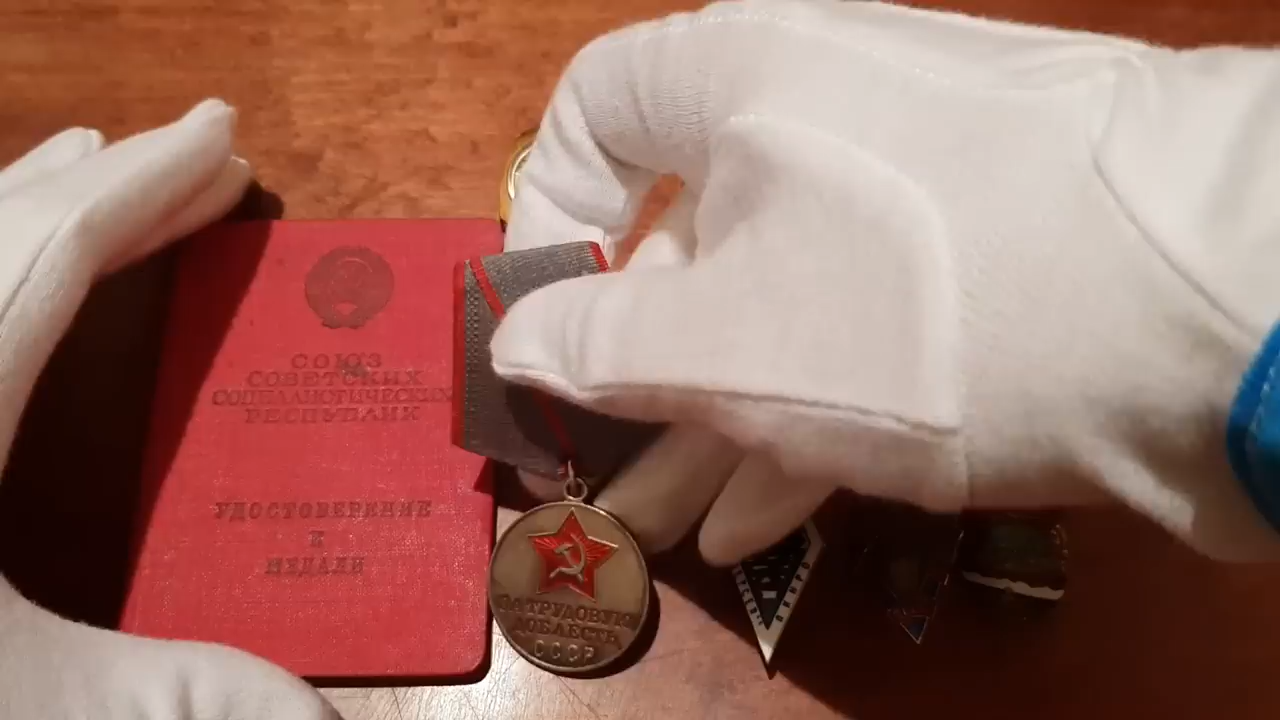 СОЮЗ
СОВЕТСКИХ
СОЦИАЛИСТИЧЕСКИХ
РЕСПУБЛИК
УДОСТОВЕРЕНИЕ
К
МЕДАЛИ
ЗА ТРУДОВУЮ
ДОБЛЕСТЬ
СССР